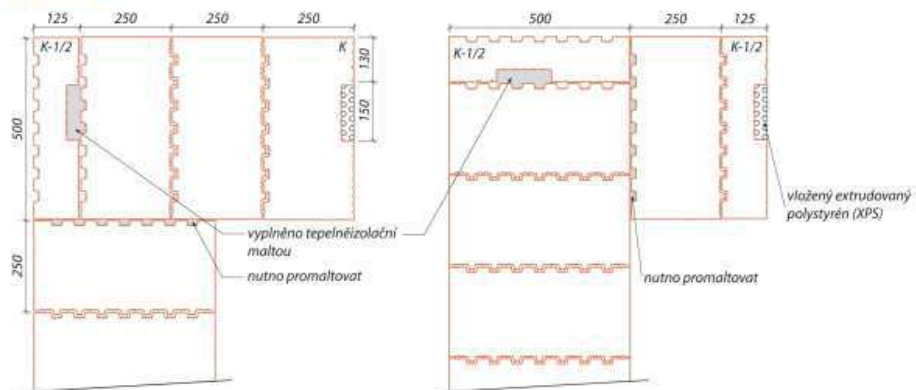 125 250 250 250
K-1/2 K
130
150
500
250
500 250 125
K-1/2 K-1/2
vyplněno tepelněizolační
maltou
nutno promaltovat
vložený extrudovaný
polystyrén (XPS)
nutno promaltovat